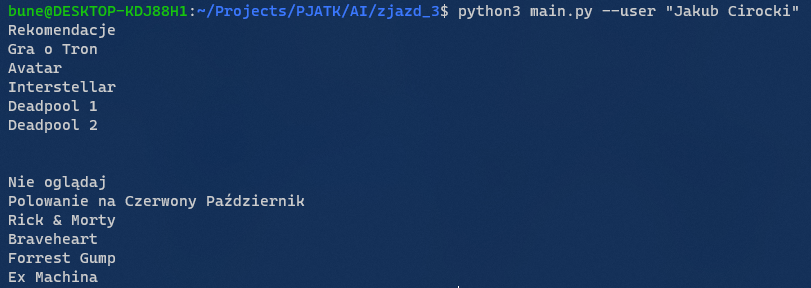 bune@DESKTOP-KDJ88H1:~/Projects/PJATK/AI/zjazd_3$ python3 main.py --user "Jakub Cirocki"
Rekomendacje
Gra o Tron
Avatar
Interstellar
Deadpool 1
Deadpool 2
Nie oglądaj
Polowanie na Czerwony Październik
Rick & Morty
Braveheart
Forrest Gump
Ex Machina